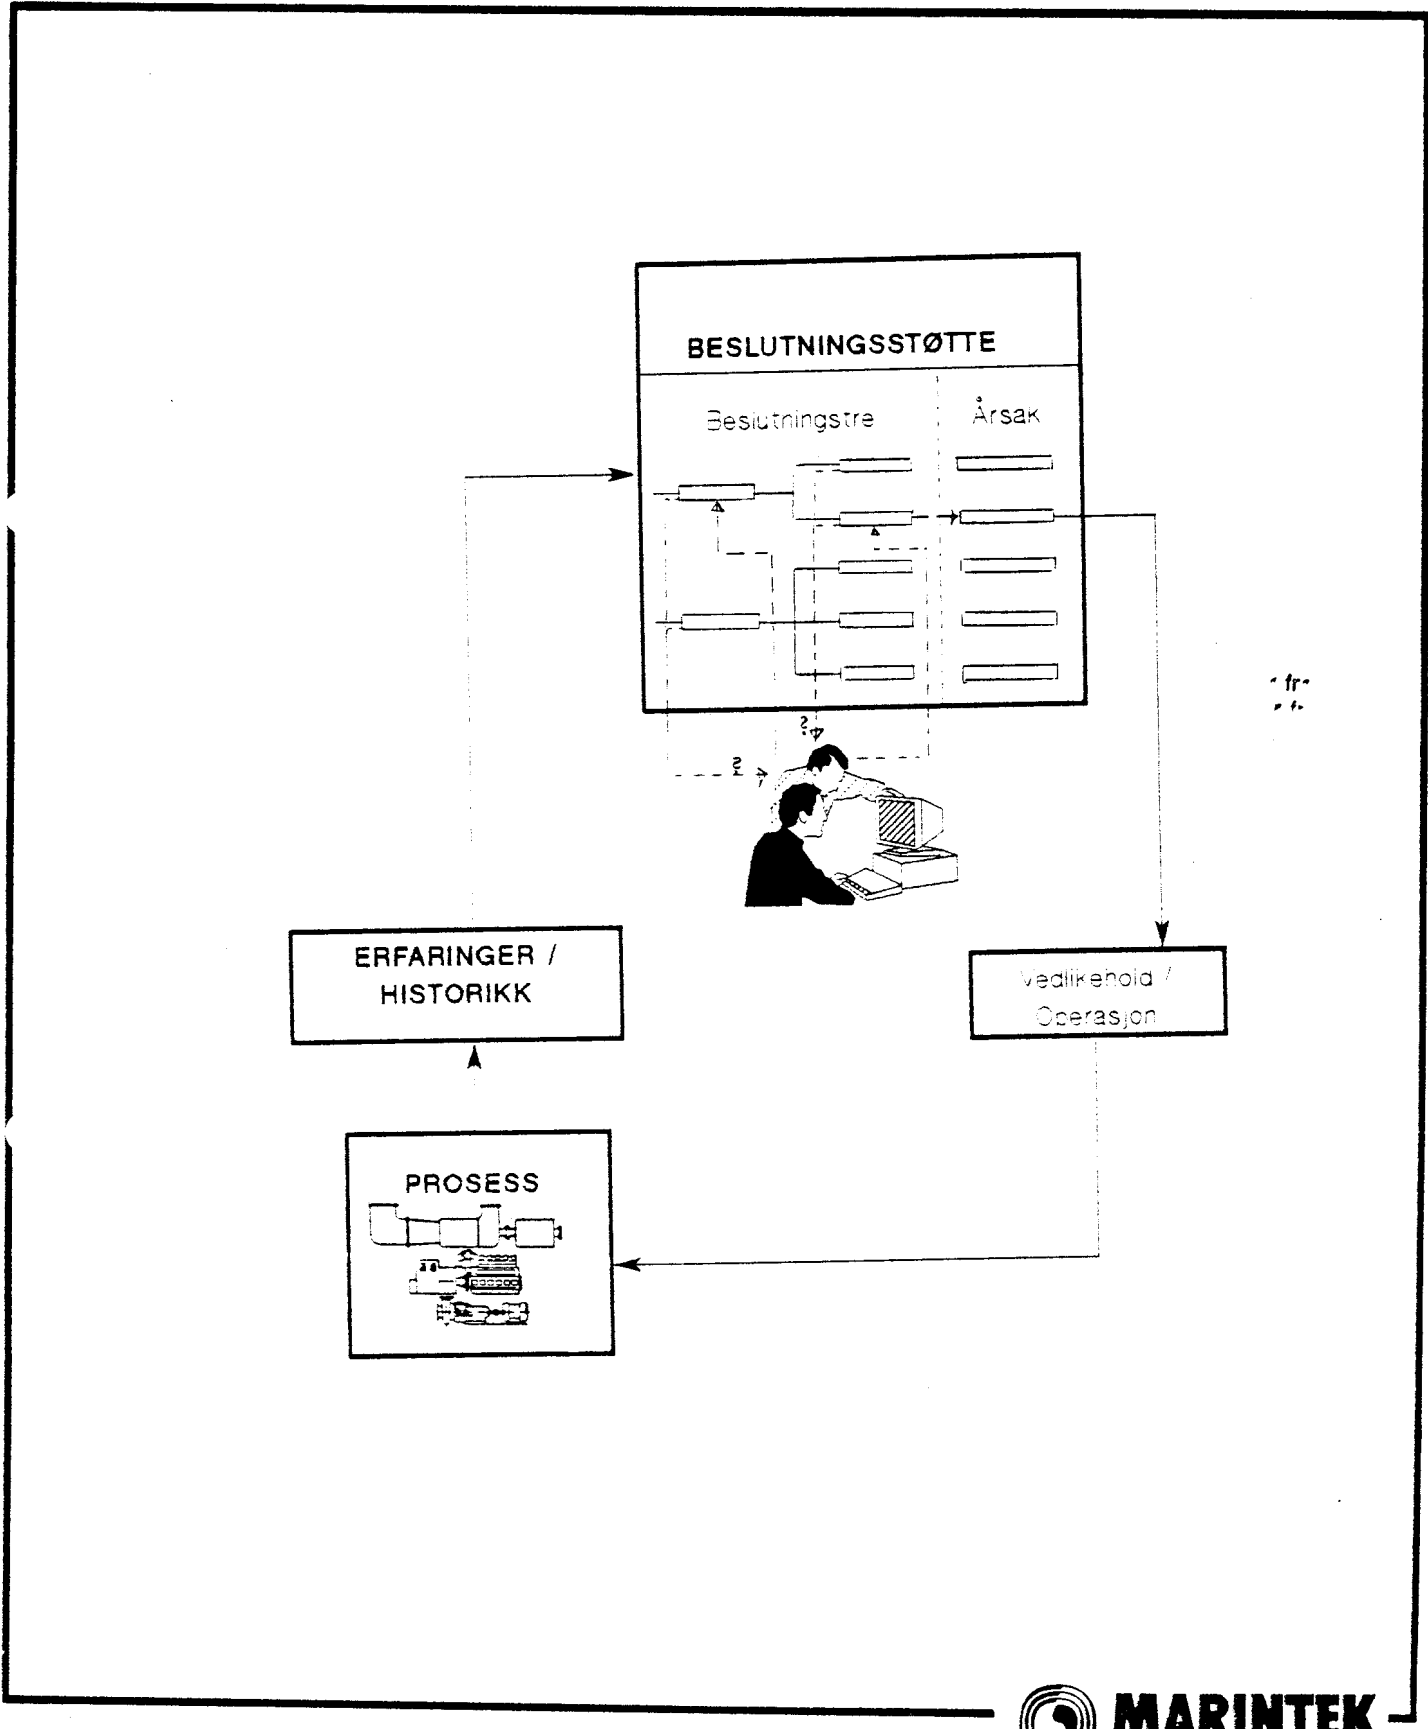 BESLUTNINGSSTØTTE
Beslutningstre
Årsak
?
?
ERFARINGER /
HISTORIKK
Vedlikehold /
Operasjon
PROSESS
MARINTEK